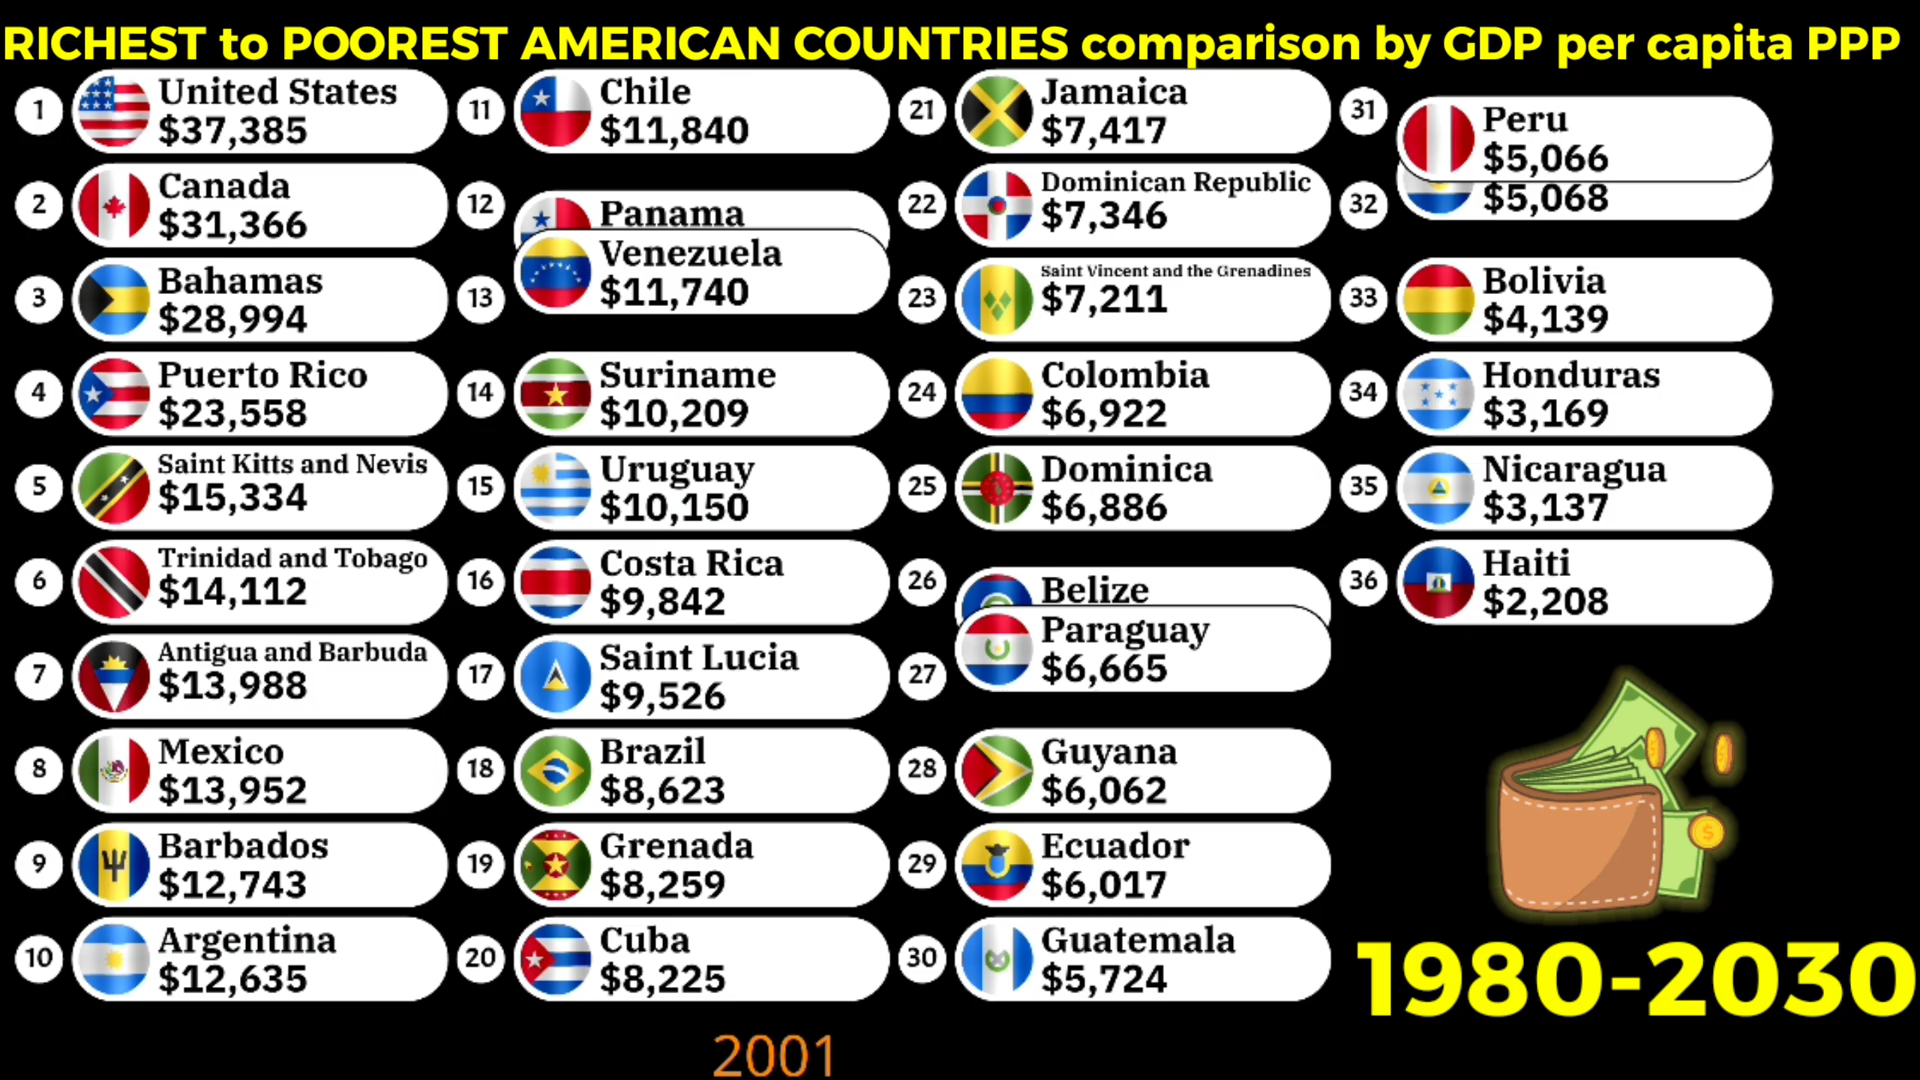 RICHEST to POOREST AMERICAN COUNTRIES comparison by GDP per capita PPP
1
United States
$37,385
2
Canada
$31,366
3
Bahamas
$28,994
4
Puerto Rico
$23,558
5
Saint Kitts and Nevis
$15,334
6
Trinidad and Tobago
$14,112
7
Antigua and Barbuda
$13,988
8
Mexico
$13,952
9
Barbados
$12,743
10
Argentina
$12,635
11
Chile
$11,840
12
Panama
13
Venezuela
$11,740
14
Suriname
$10,209
15
Uruguay
$10,150
16
Costa Rica
$9,842
17
Saint Lucia
$9,526
18
Brazil
$8,623
19
Grenada
$8,259
20
Cuba
$8,225
21
Jamaica
$7,417
22
Dominican Republic
$7,346
23
Saint Vincent and the Grenadines
$7,211
24
Colombia
$6,922
25
Dominica
$6,886
26
Belize
27
Paraguay
$6,665
28
Guyana
$6,062
29
Ecuador
$6,017
30
Guatemala
$5,724
31
Peru
$5,066
32
$5,068
33
Bolivia
$4,139
34
Honduras
$3,169
35
Nicaragua
$3,137
36
Haiti
$2,208
$
1980-2030
2001